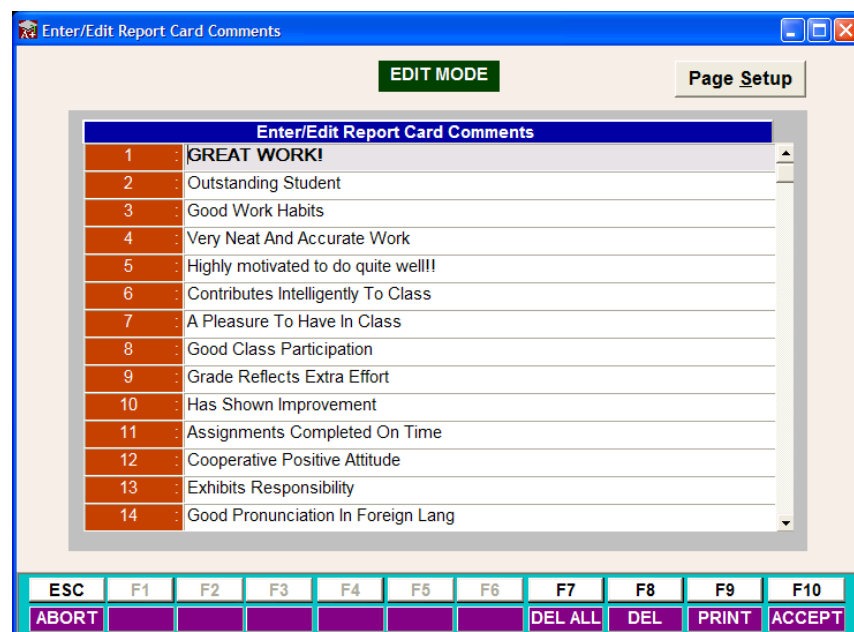 Enter/Edit Report Card Comments
EDIT MODE
Page Setup
Enter/Edit Report Card Comments
1 : GREAT WORK!
2 : Outstanding Student
3 : Good Work Habits
4 : Very Neat And Accurate Work
5 : Highly motivated to do quite well!!
6 : Contributes Intelligently To Class
7 : A Pleasure To Have In Class
8 : Good Class Participation
9 : Grade Reflects Extra Effort
10 : Has Shown Improvement
11 : Assignments Completed On Time
12 : Cooperative Positive Attitude
13 : Exhibits Responsibility
14 : Good Pronunciation In Foreign Lang
ESC F1 F2 F3 F4 F5 F6 F7 F8 F9 F10
ABORT DEL ALL DEL PRINT ACCEPT